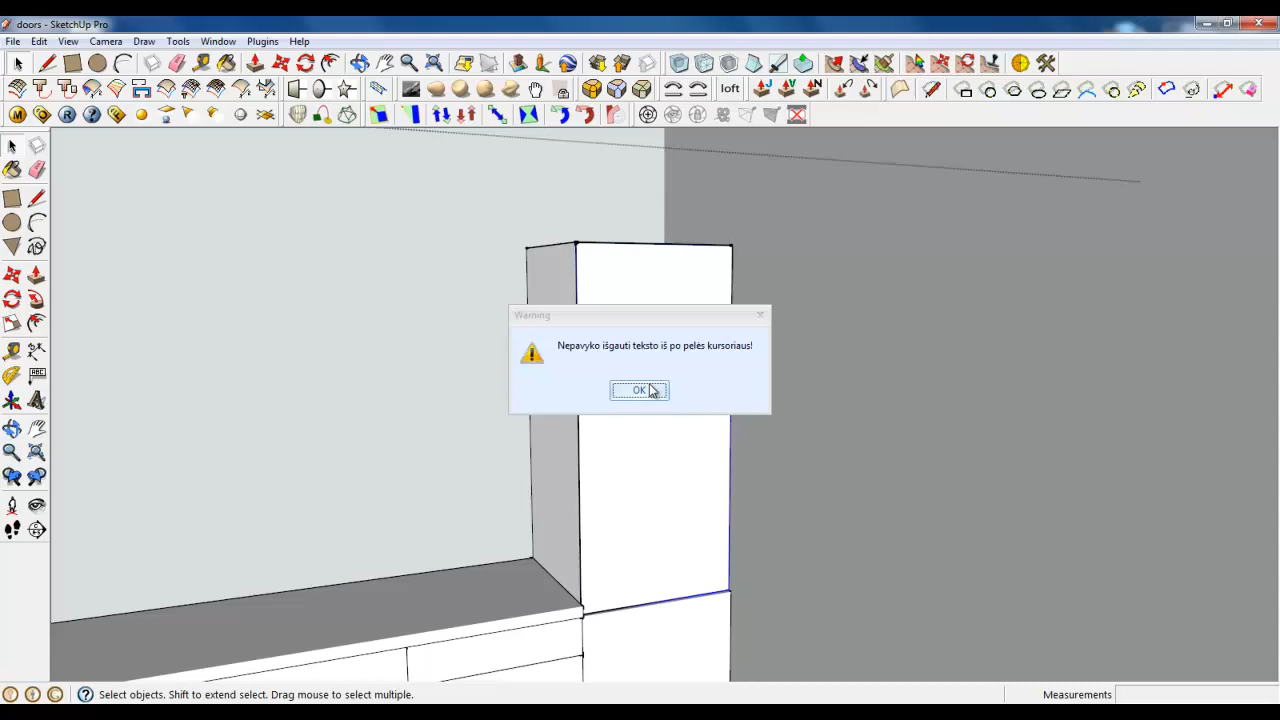 doors - SketchUp Pro
File Edit View Camera Draw Tools Window Plugins Help
loft
M Q R ?
Warning
Nepavyko išgauti teksto iš po pelės kursoriaus!
OK
Select objects. Shift to extend select. Drag mouse to select multiple.
Measurements